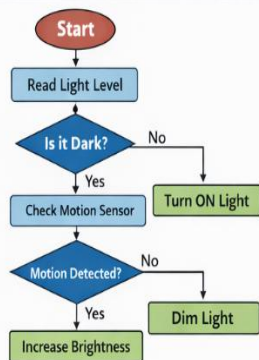 Start
Read Light Level
Is it Dark?
No
Yes
Turn ON Light
Check Motion Sensor
Motion Detected?
No
Yes
Dim Light
Increase Brightness